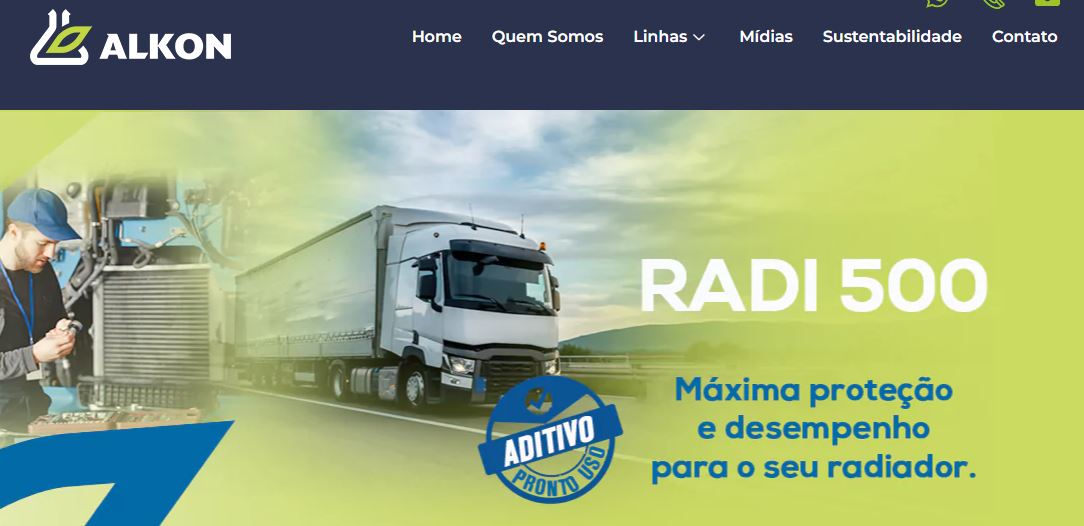 ALKON
Home Quem Somos Linhas Mídias Sustentabilidade Contato
RADI 500
Máxima proteção
e desempenho
para o seu radiador.
ADITIVO
PRONTO USO